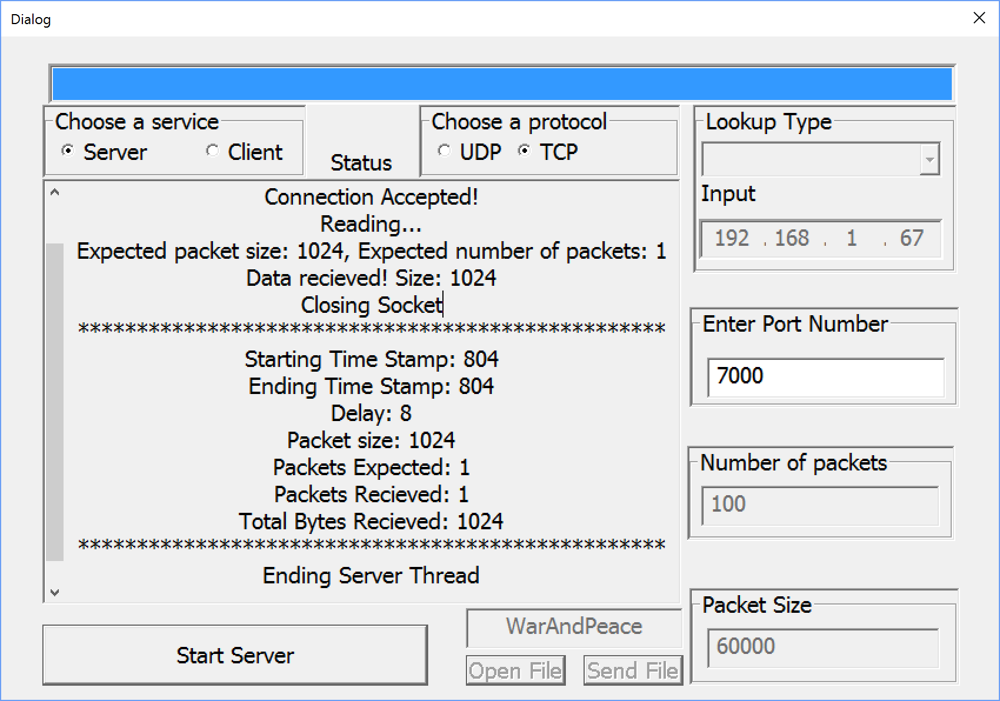 Dialog
Choose a service
Server Client
Status
Choose a protocol
UDP TCP
Lookup Type
Input
192 . 168 . 1 . 67
Connection Accepted!
Reading...
Expected packet size: 1024, Expected number of packets: 1
Data recieved! Size: 1024
Closing Socket
**************************************************
Starting Time Stamp: 804
Ending Time Stamp: 804
Delay: 8
Packet size: 1024
Packets Expected: 1
Packets Recieved: 1
Total Bytes Recieved: 1024
**************************************************
Ending Server Thread
Enter Port Number
7000
Number of packets
100
Packet Size
60000
Start Server
WarAndPeace
Open File Send File